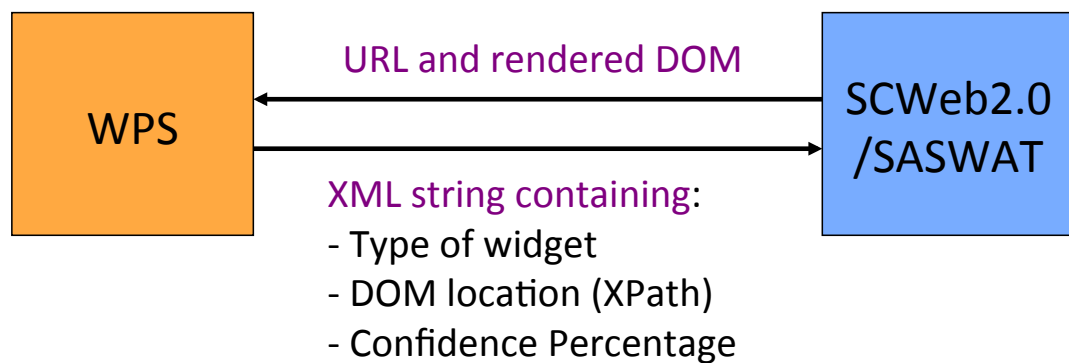 URL and rendered DOM
WPS
SCWeb2.0
/SASWAT
XML string containing:
- Type of widget
- DOM location (XPath)
- Confidence Percentage